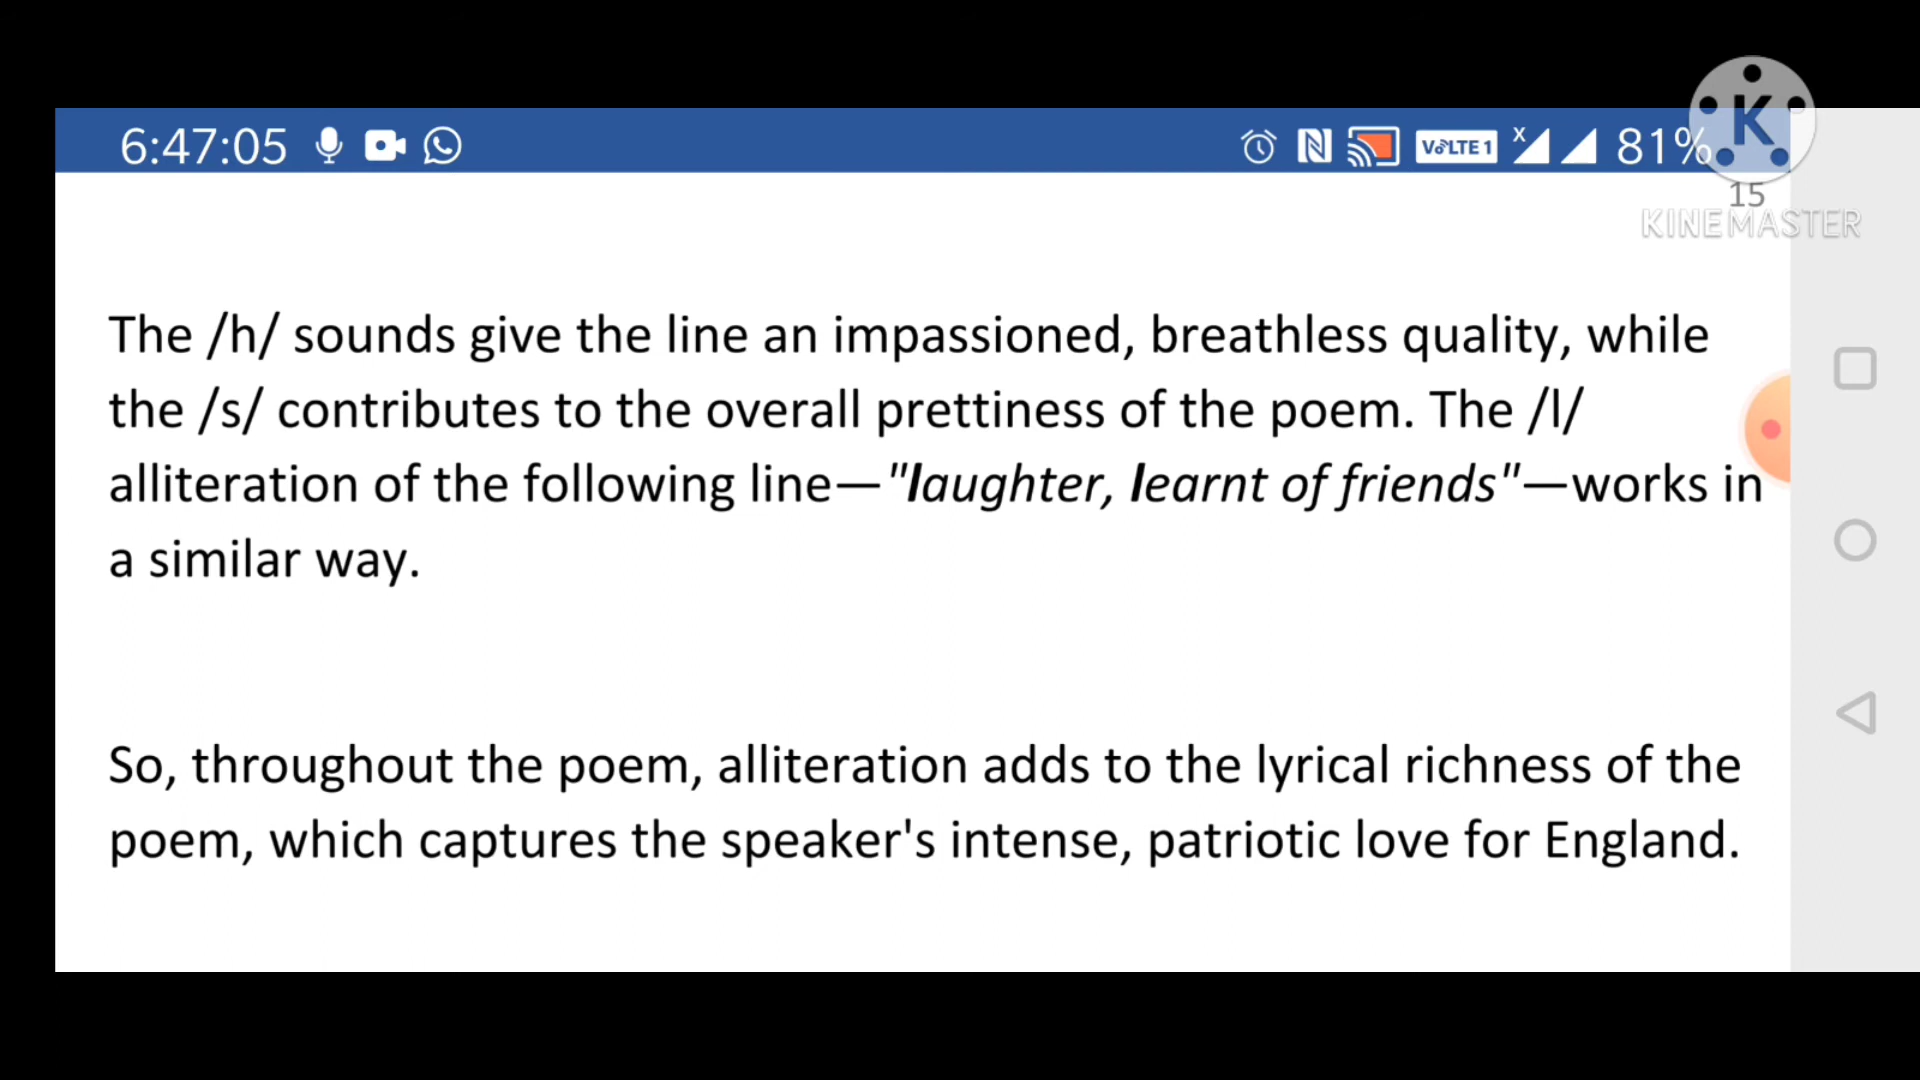 6:47:05 VoLTE 1 x 81%
K
15
KINEMASTER
The /h/ sounds give the line an impassioned, breathless quality, while
the /s/ contributes to the overall prettiness of the poem. The /l/
alliteration of the following line—"laughter, learnt of friends"—works in
a similar way.
So, throughout the poem, alliteration adds to the lyrical richness of the
poem, which captures the speaker's intense, patriotic love for England.